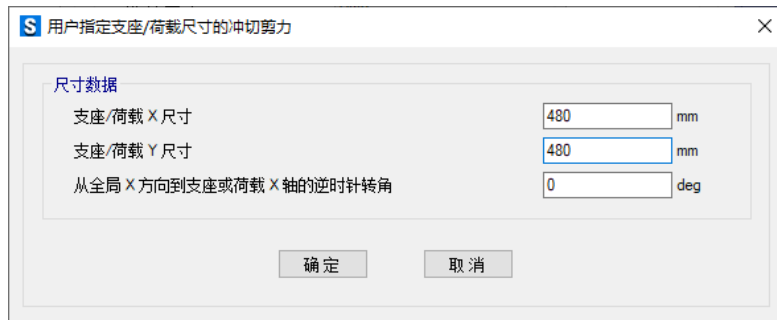 S 用户指定支座/荷载尺寸的冲切剪力
尺寸数据
支座/荷载 X 尺寸 480 mm
支座/荷载 Y 尺寸 480 mm
从全局 X 方向到支座或荷载 X 轴的逆时针转角 0 deg
确定 取消